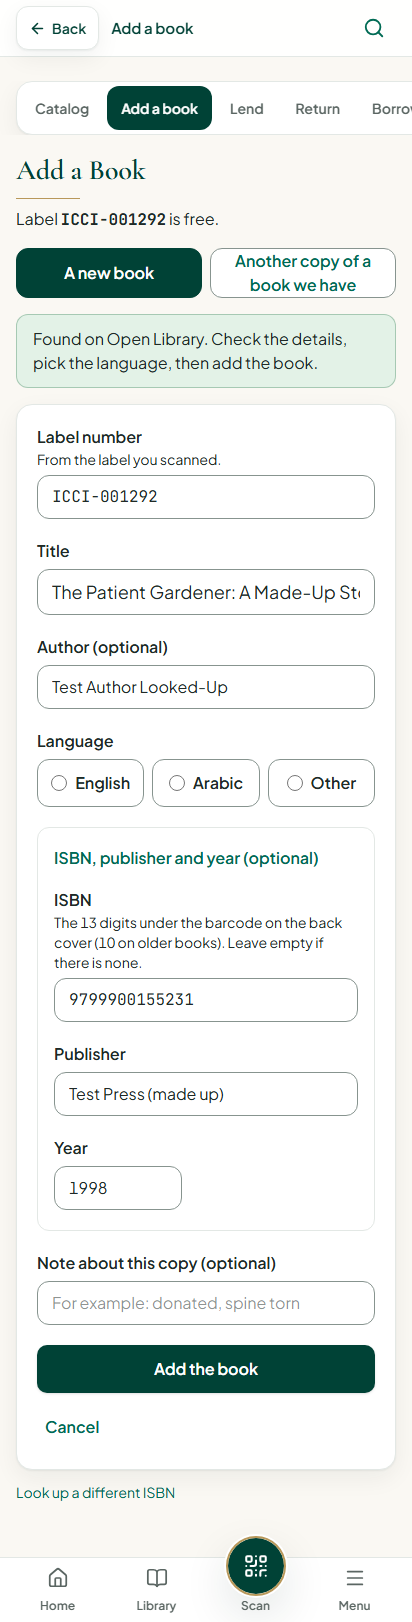 Back Add a book
Catalog Add a book Lend Return Borrow
Add a Book
Label ICCI-001292 is free.
A new book
Another copy of a
book we have
Found on Open Library. Check the details,
pick the language, then add the book.
Label number
From the label you scanned.
ICCI-001292
Title
The Patient Gardener: A Made-Up Sto
Author (optional)
Test Author Looked-Up
Language
English Arabic Other
ISBN, publisher and year (optional)
ISBN
The 13 digits under the barcode on the back
cover (10 on older books). Leave empty if
there is none.
9799900155231
Publisher
Test Press (made up)
Year
1998
Note about this copy (optional)
For example: donated, spine torn
Add the book
Cancel
Look up a different ISBN
Home Library Scan Menu